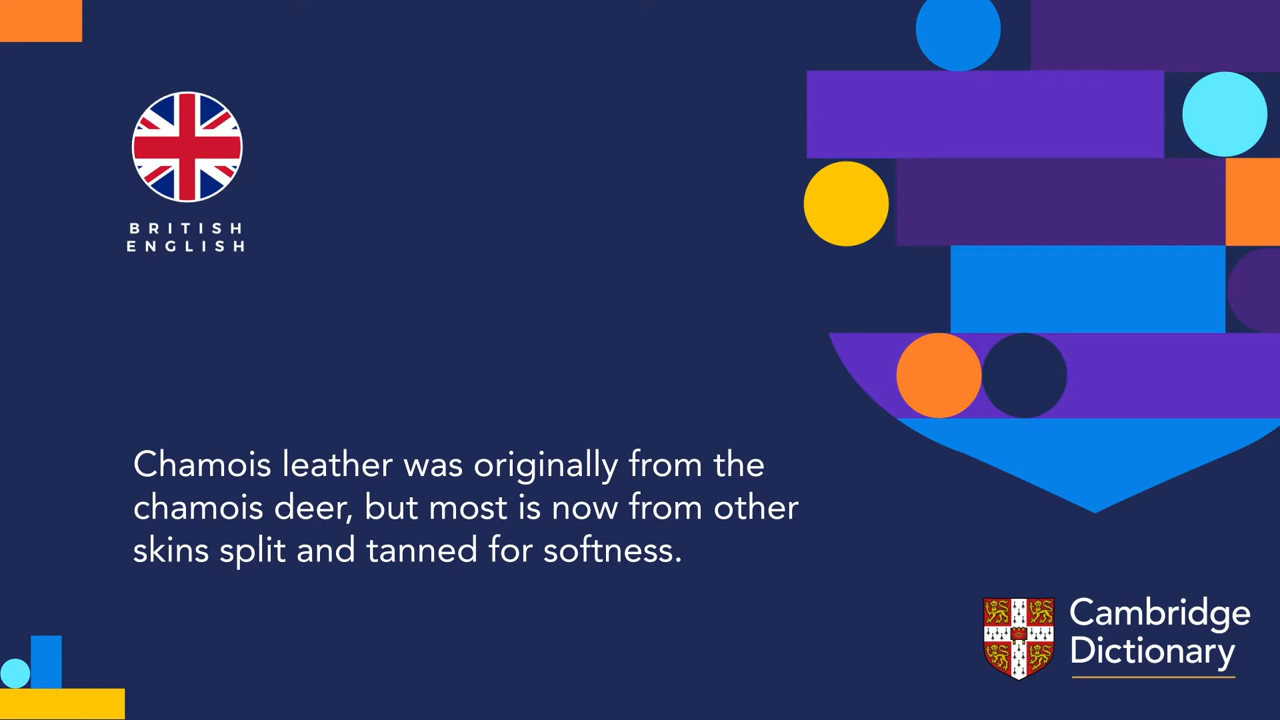 BRITISH
ENGLISH
Chamois leather was originally from the
chamois deer, but most is now from other
skins split and tanned for softness.
Cambridge
Dictionary